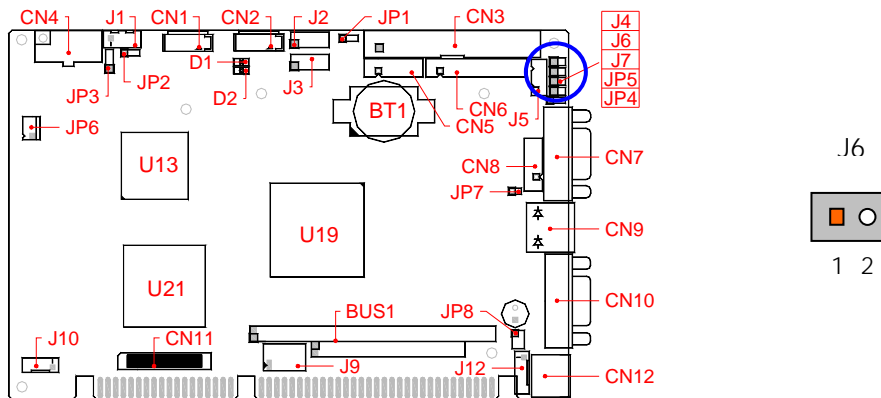 CN4
J1
CN1
CN2
J2
JP1
CN3
J4
J6
J7
JP5
JP4
D1
D2
JP3
JP2
J3
BT1
CN6
CN5
J5
JP6
U13
CN8
CN7
JP7
U19
CN9
U21
CN10
BUS1
JP8
J10
CN11
J9
J12
CN12
J6
1 2